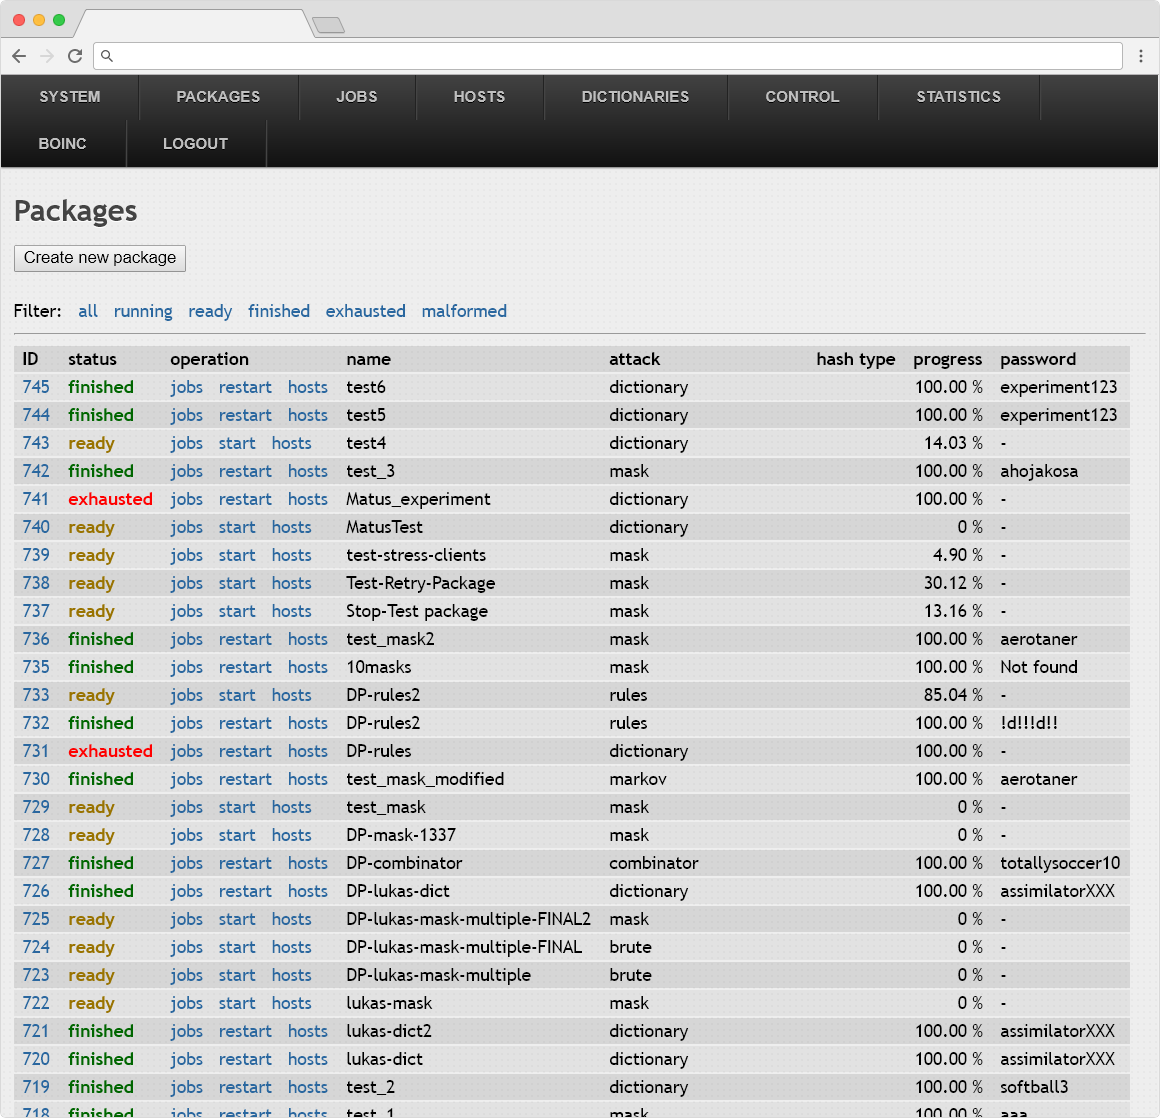 SYSTEM PACKAGES JOBS HOSTS DICTIONARIES CONTROL STATISTICS
BOINC LOGOUT
Packages
Create new package
Filter: all running ready finished exhausted malformed
ID status operation name attack hash type progress password
745 finished jobs restart hosts test6 dictionary 100.00 % experiment123
744 finished jobs restart hosts test5 dictionary 100.00 % experiment123
743 ready jobs start hosts test4 dictionary 14.03 % -
742 finished jobs restart hosts test_3 mask 100.00 % ahojakosa
741 exhausted jobs restart hosts Matus_experiment dictionary 100.00 % -
740 ready jobs start hosts MatusTest dictionary 0 % -
739 ready jobs start hosts test-stress-clients mask 4.90 % -
738 ready jobs start hosts Test-Retry-Package mask 30.12 % -
737 ready jobs start hosts Stop-Test package mask 13.16 % -
736 finished jobs restart hosts test_mask2 mask 100.00 % aerotaner
735 finished jobs restart hosts 10masks mask 100.00 % Not found
733 ready jobs start hosts DP-rules2 rules 85.04 % -
732 finished jobs restart hosts DP-rules2 rules 100.00 % !d!!!d!!
731 exhausted jobs restart hosts DP-rules dictionary 100.00 % -
730 finished jobs restart hosts test_mask_modified markov 100.00 % aerotaner
729 ready jobs start hosts test_mask mask 0 % -
728 ready jobs start hosts DP-mask-1337 mask 0 % -
727 finished jobs restart hosts DP-combinator combinator 100.00 % totallysoccer10
726 finished jobs restart hosts DP-lukas-dict dictionary 100.00 % assimilatorXXX
725 ready jobs start hosts DP-lukas-mask-multiple-FINAL2 mask 0 % -
724 ready jobs start hosts DP-lukas-mask-multiple-FINAL brute 0 % -
723 ready jobs start hosts DP-lukas-mask-multiple brute 0 % -
722 ready jobs start hosts lukas-mask mask 0 % -
721 finished jobs restart hosts lukas-dict2 dictionary 100.00 % assimilatorXXX
720 finished jobs restart hosts lukas-dict dictionary 100.00 % assimilatorXXX
719 finished jobs restart hosts test_2 dictionary 100.00 % softball3
718 finished jobs restart hosts test_1 mask 100.00 % aaa